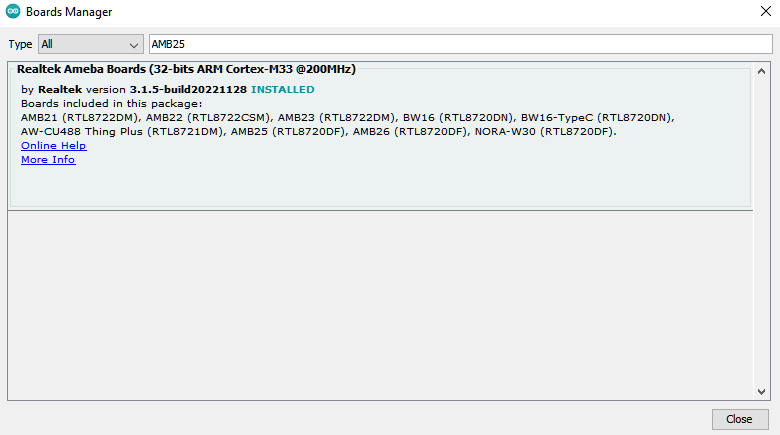 Boards Manager
Type All AMB25
Realtek Ameba Boards (32-bits ARM Cortex-M33 @200MHz)
by Realtek version 3.1.5-build20221128 INSTALLED
Boards included in this package:
AMB21 (RTL8722DM), AMB22 (RTL8722CSM), AMB23 (RTL8722DM), BW16 (RTL8720DN), BW16-TypeC (RTL8720DN),
AW-CU488 Thing Plus (RTL8721DM), AMB25 (RTL8720DF), AMB26 (RTL8720DF), NORA-W30 (RTL8720DF).
Online Help
More Info
Close